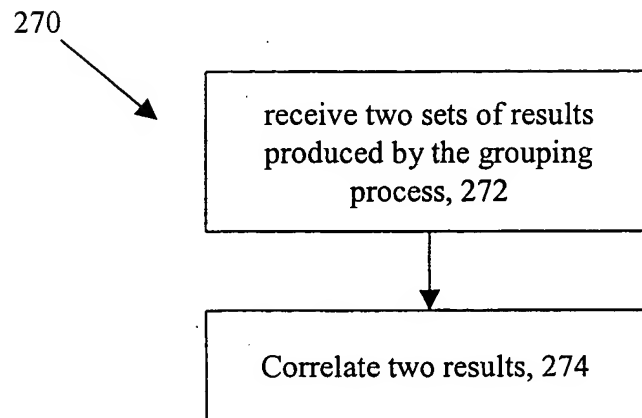 270
receive two sets of results
produced by the grouping
process, 272
Correlate two results, 274